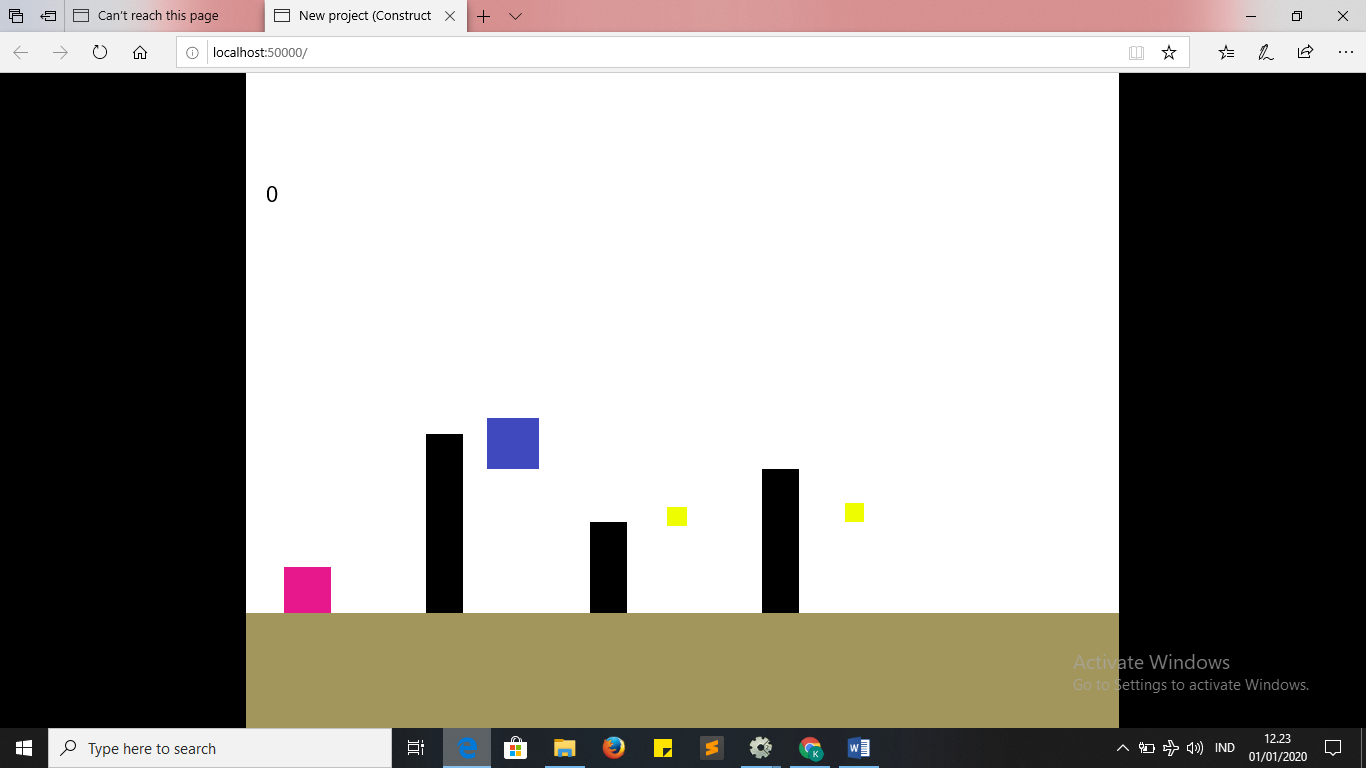 Can't reach this page
New project (Construct
localhost:50000/
0
Activate Windows
Go to Settings to activate Windows.
Type here to search
K
IND
12.23
01/01/2020